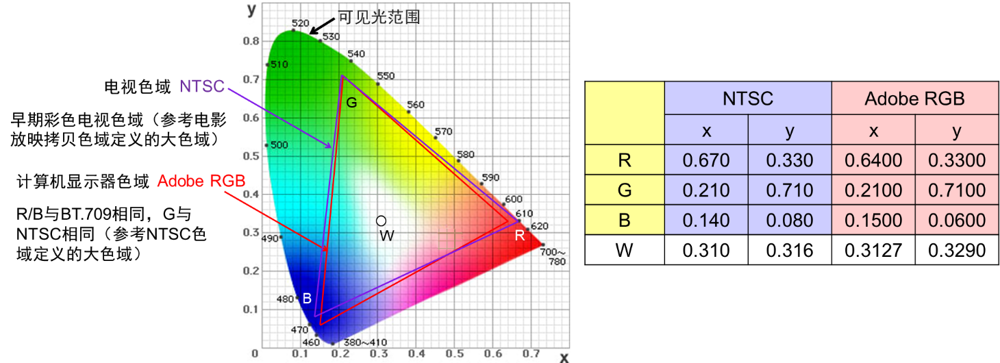 y
可见光范围
520
530
0.8
540
510
550
0.7
电视色域 NTSC
G
560
早期彩色电视色域（参考电影
放映拷贝色域定义的大色域）
0.6
570
500
580
0.5
590
计算机显示器色域 Adobe RGB
0.4
600
R/B与BT.709相同，G与
NTSC相同（参考NTSC色
域定义的大色域）
610
620
0.3
W
R
490
700～
780
0.2
480
B
0.1
470
460
380～410
0 0.1 0.2 0.3 0.4 0.5 0.6 0.7 x
NTSC Adobe RGB
x y x y
R 0.670 0.330 0.6400 0.3300
G 0.210 0.710 0.2100 0.7100
B 0.140 0.080 0.1500 0.0600
W 0.310 0.316 0.3127 0.3290